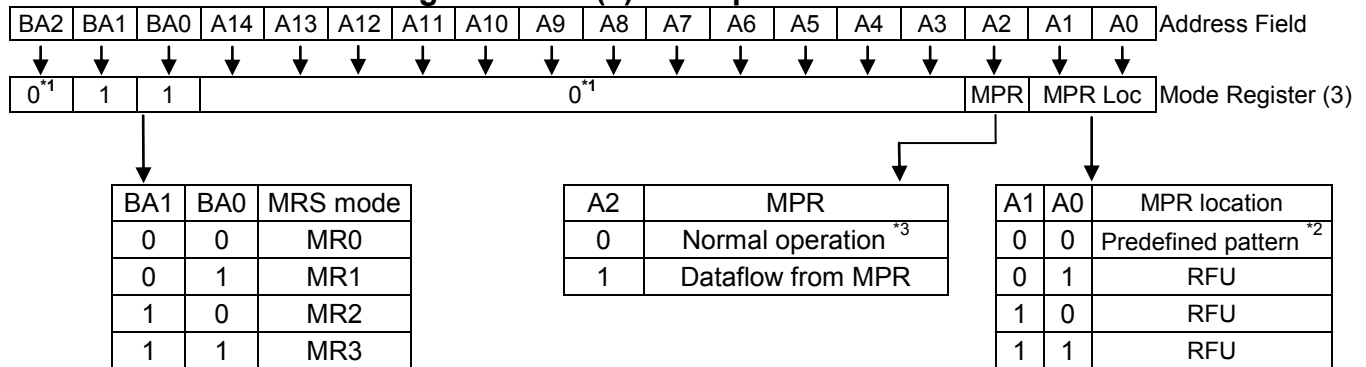 BA2 BA1 BA0 A14 A13 A12 A11 A10 A9 A8 A7 A6 A5 A4 A3 A2 A1 A0 Address Field
0*1 1 1 0*1 MPR MPR Loc Mode Register (3)
BA1 BA0 MRS mode
0 0 MR0
0 1 MR1
1 0 MR2
1 1 MR3
A2 MPR
0 Normal operation *3
1 Dataflow from MPR
A1 A0 MPR location
0 0 Predefined pattern *2
0 1 RFU
1 0 RFU
1 1 RFU